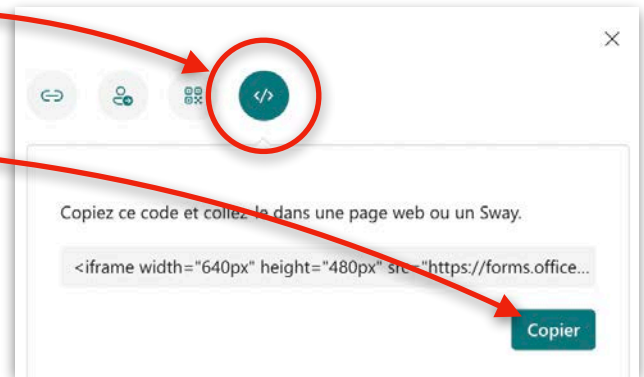 </>
Copiez ce code et collez-le dans une page web ou un Sway.
<iframe width="640px" height="480px" src="https://forms.office...
Copier